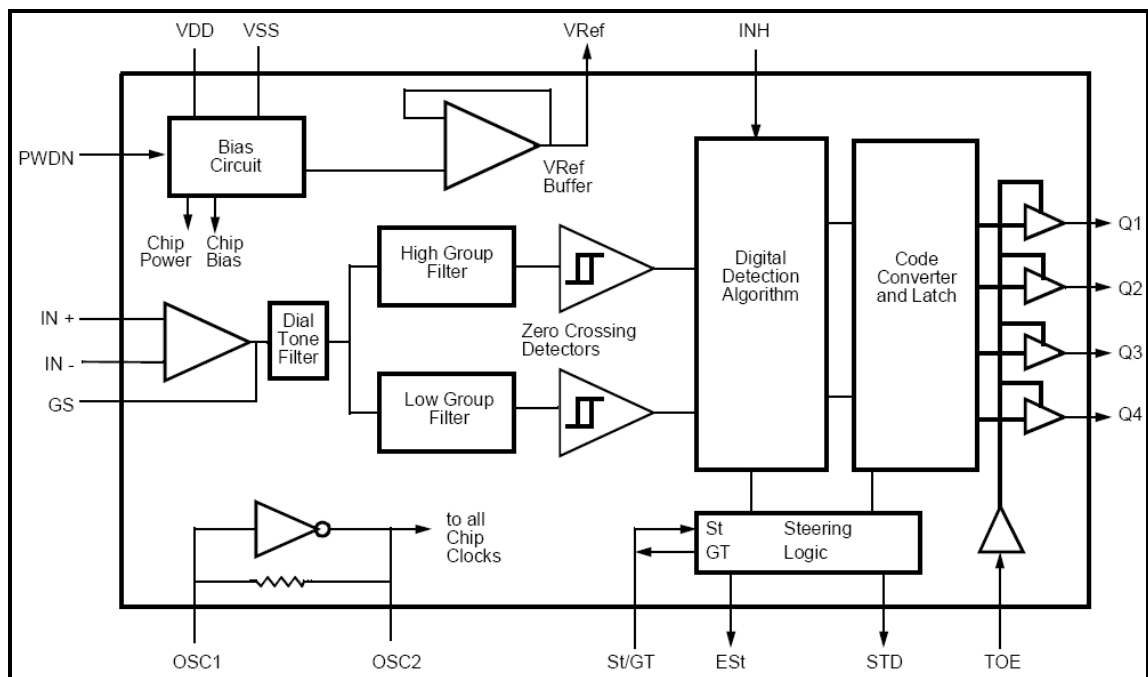 VDD
VSS
VRef
INH
PWDN
Bias
Circuit
VRef
Buffer
Chip
Power
Chip
Bias
High Group
Filter
Digital
Detection
Algorithm
Code
Converter
and Latch
Q1
Q2
Q3
Q4
IN +
IN -
GS
Dial
Tone
Filter
Zero Crossing
Detectors
Low Group
Filter
to all
Chip
Clocks
St
GT
Steering
Logic
OSC1
OSC2
St/GT
ESt
STD
TOE